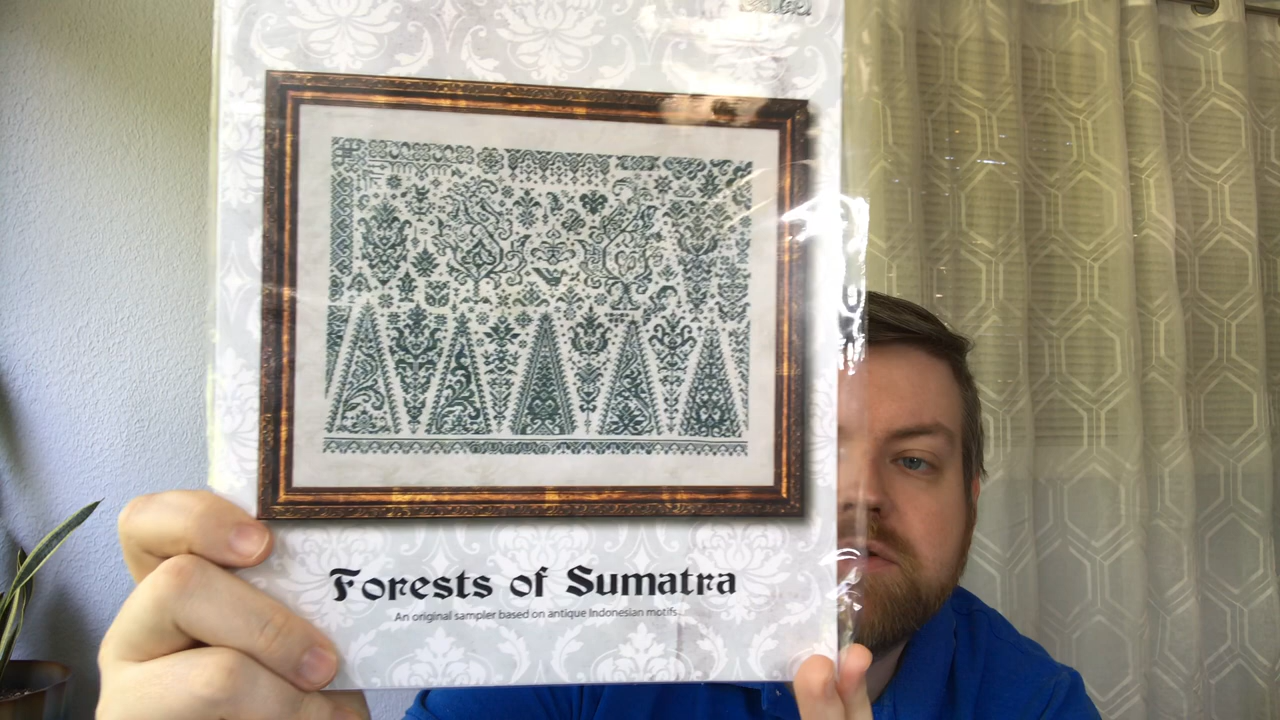 Forests of Sumatra
An original sampler based on antique Indonesian motifs